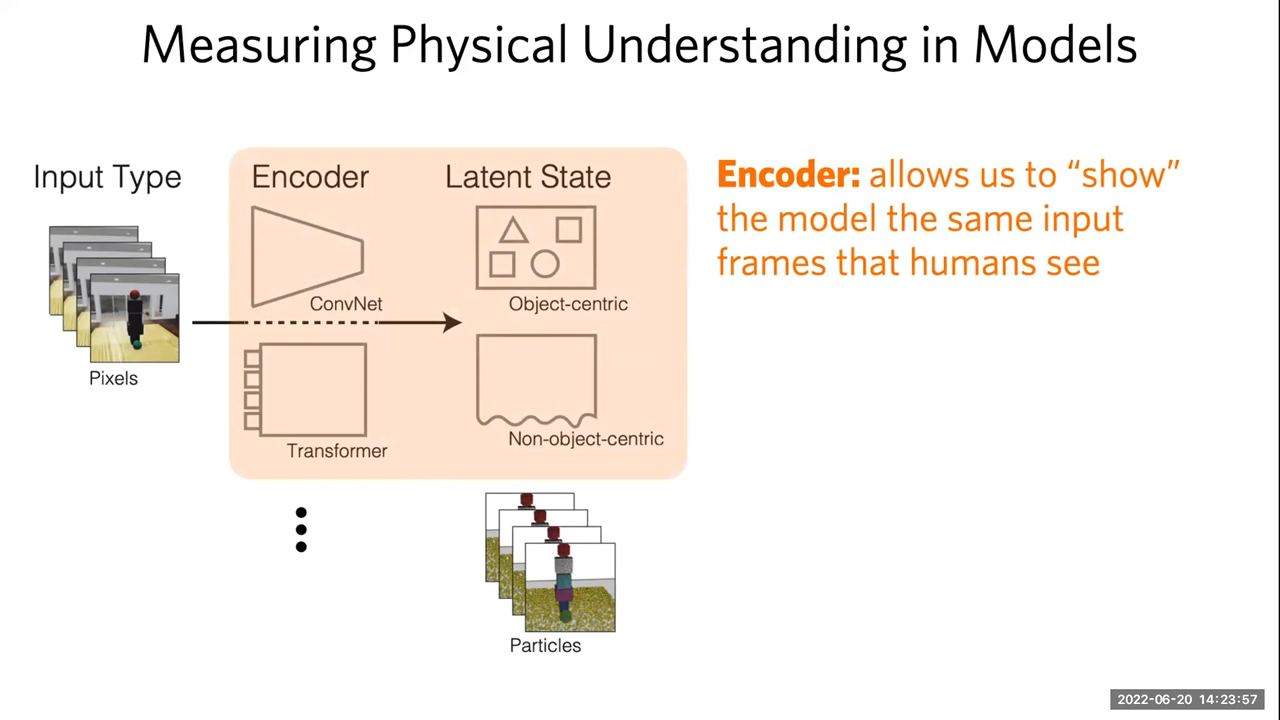 Measuring Physical Understanding in Models
Input Type
Encoder
Latent State
Encoder: allows us to “show”
the model the same input
frames that humans see
ConvNet
Object-centric
Pixels
Transformer
Non-object-centric
Particles
2022-06-20 14:23:57